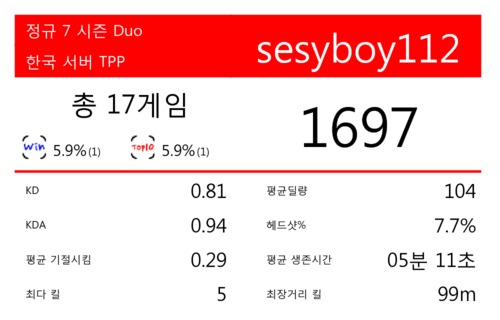 정규 7 시즌 Duo
한국 서버 TPP
sesyboy112
총 17게임
Win 5.9%(1)
Top10 5.9%(1)
1697
KD 0.81
평균딜량 104
KDA 0.94
헤드샷% 7.7%
평균 기절시킴 0.29
평균 생존시간 05분 11초
최다 킬 5
최장거리 킬 99m